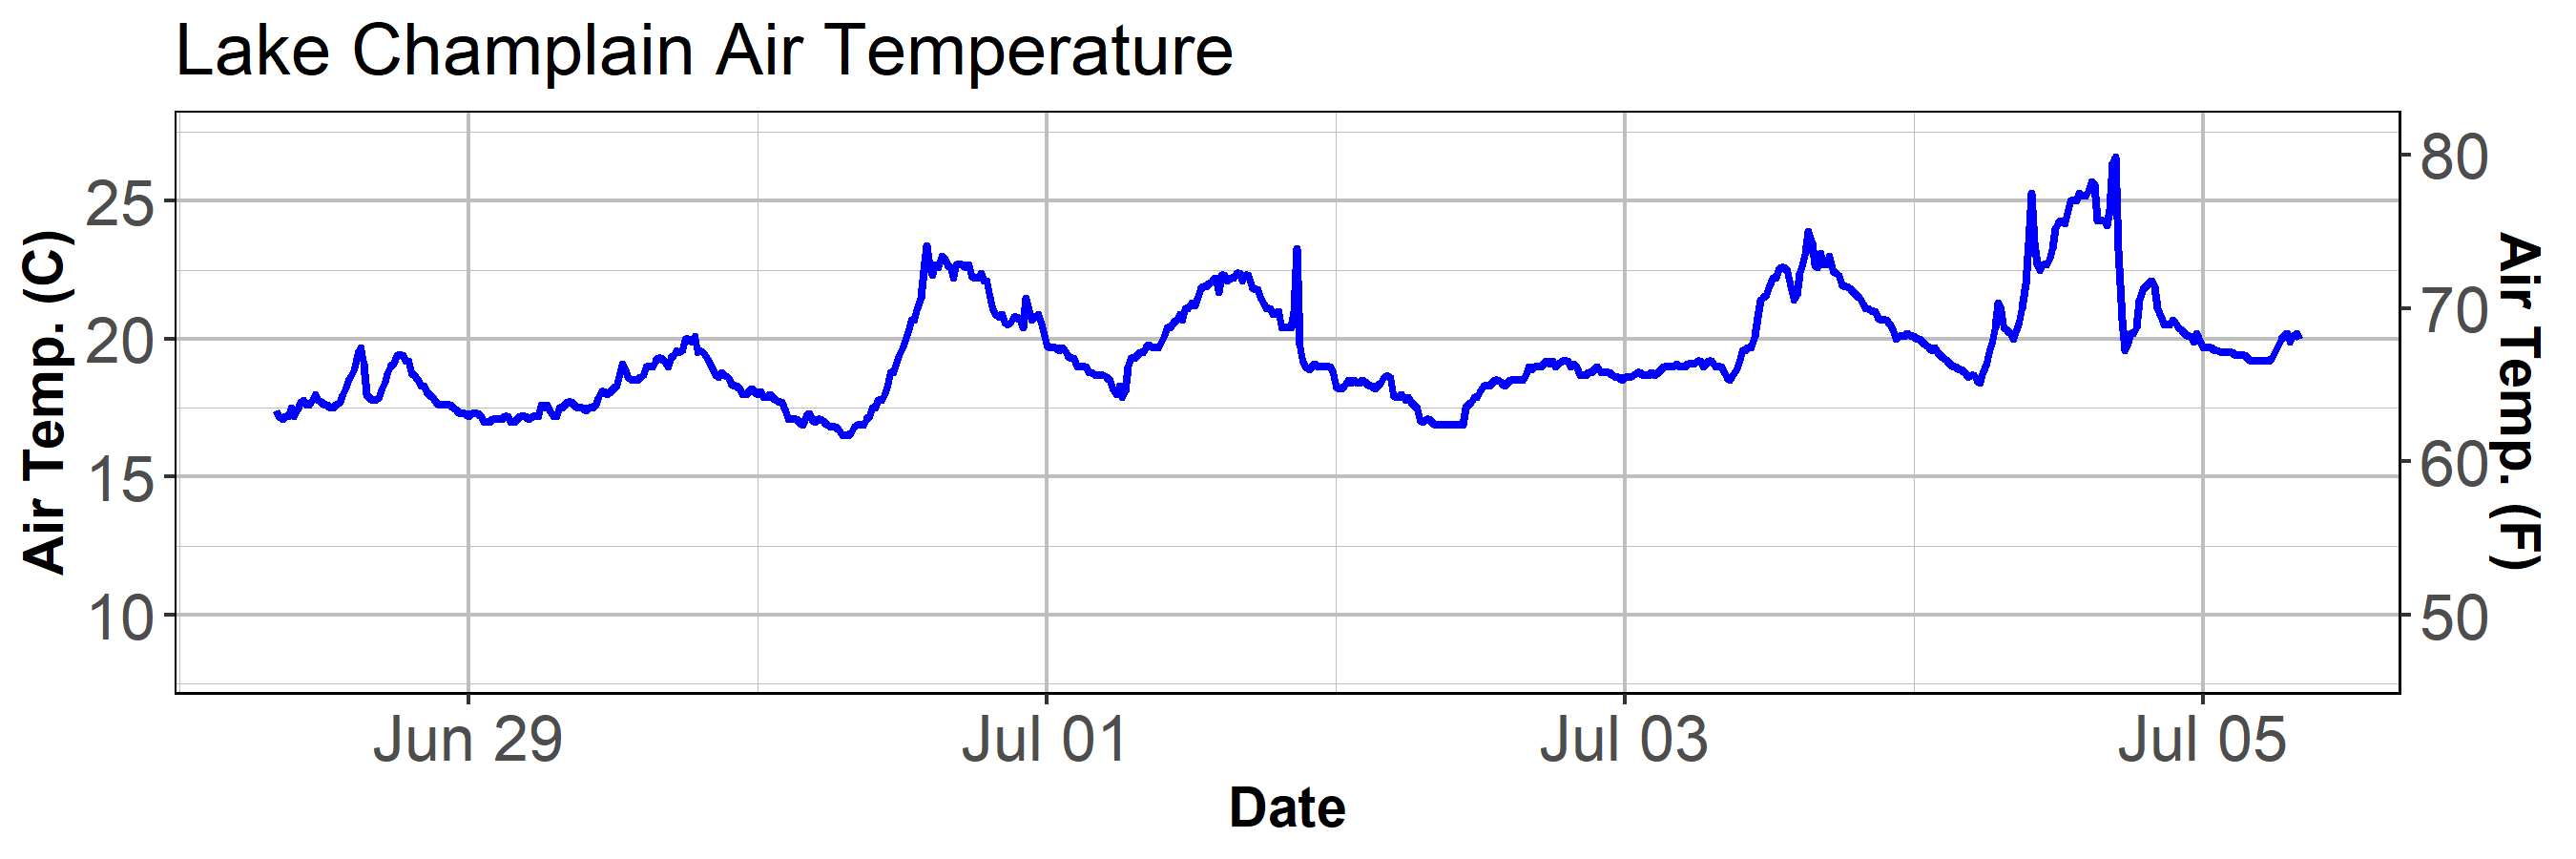 Lake Champlain Air Temperature
Air Temp. (C)
25
20
15
10
80
70
60
50
Air Temp. (F)
Jun 29
Jul 01
Jul 03
Jul 05
Date